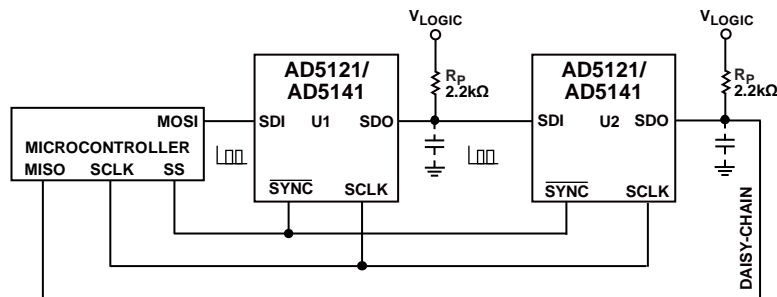 VLOGIC
VLOGIC
AD5121/
AD5141
RP
2.2kΩ
AD5121/
AD5141
RP
2.2kΩ
MOSI
SDI
U1
SDO
SDI
U2
SDO
MICROCONTROLLER
MISO
SCLK
SS
SYNC
SCLK
SYNC
SCLK
DAISY-CHAIN